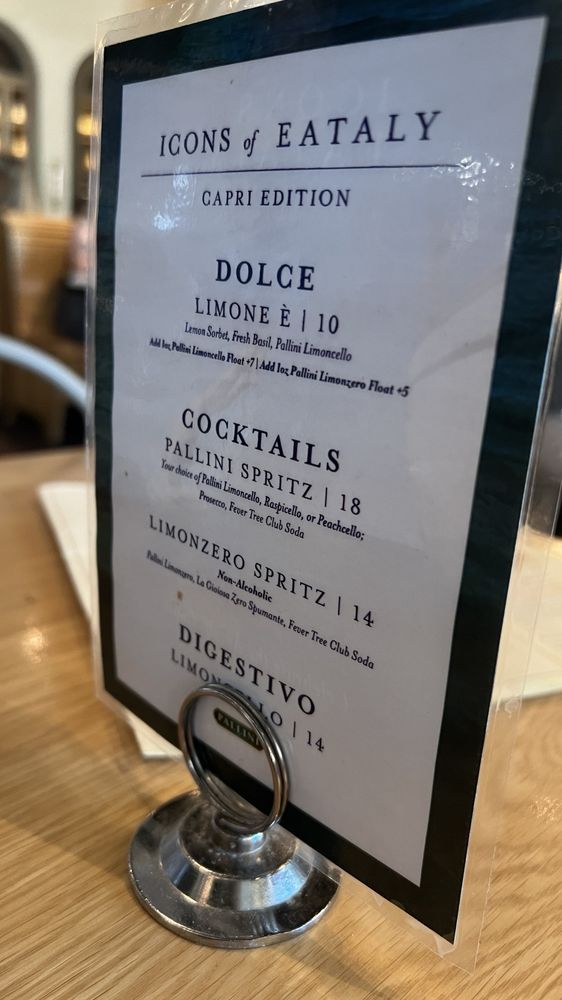 ICONS of EATALY
CAPRI EDITION
DOLCE
LIMONE È | 10
Lemon Sorbet, Fresh Basil, Pallini Limoncello
Add 1oz Pallini Limoncello Float +7 | Add 1oz Pallini Limonzero Float +5
COCKTAILS
PALLINI SPRITZ | 18
Your choice of Pallini Limoncello, Raspicello, or Peachcello;
Prosecco, Fever Tree Club Soda
LIMONZERO SPRITZ | 14
Non-Alcoholic
Pallini Limonzero, La Gioiosa Zero Spumante, Fever Tree Club Soda
DIGESTIVO
LIMONCELLO | 14
PALLINI